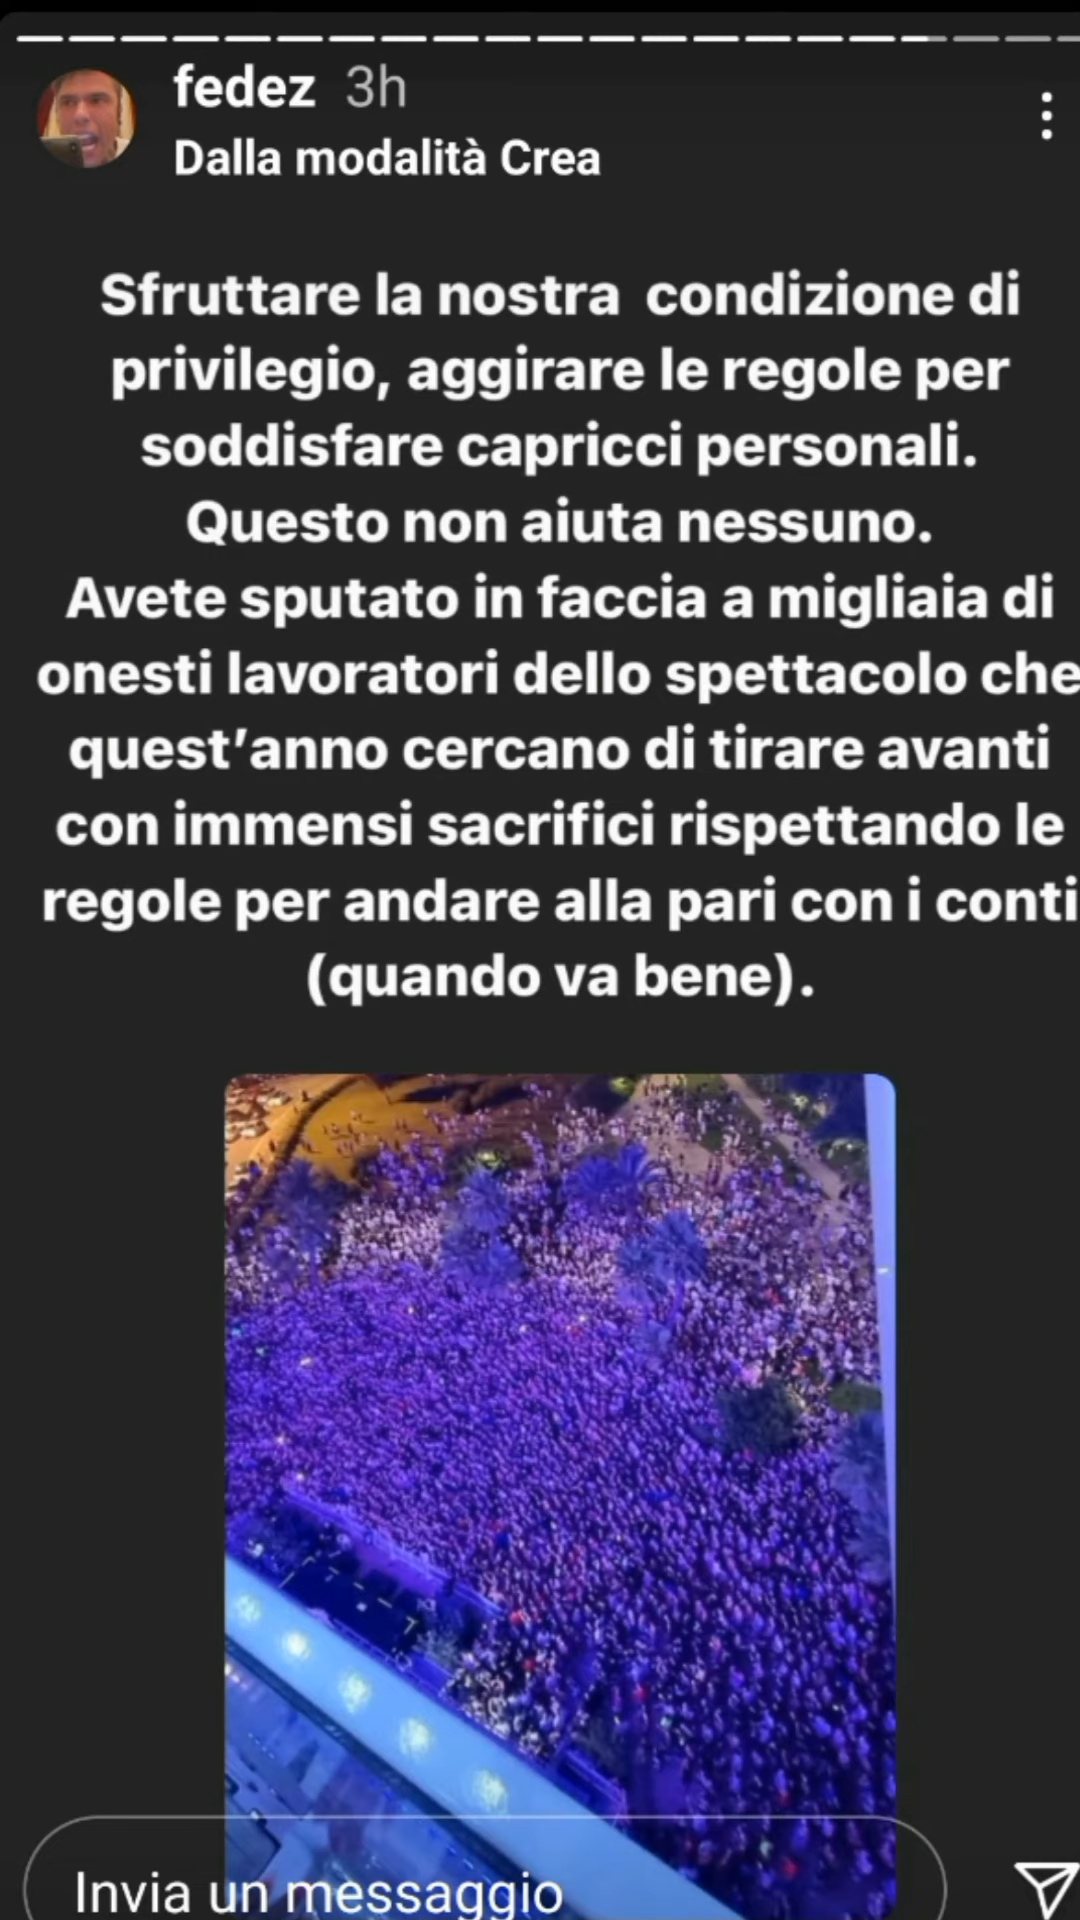 fedez 3h
Dalla modalità Crea
Sfruttare la nostra condizione di
privilegio, aggirare le regole per
soddisfare capricci personali.
Questo non aiuta nessuno.
Avete sputato in faccia a migliaia di
onesti lavoratori dello spettacolo che
quest’anno cercano di tirare avanti
con immensi sacrifici rispettando le
regole per andare alla pari con i conti
(quando va bene).
Invia un messaggio